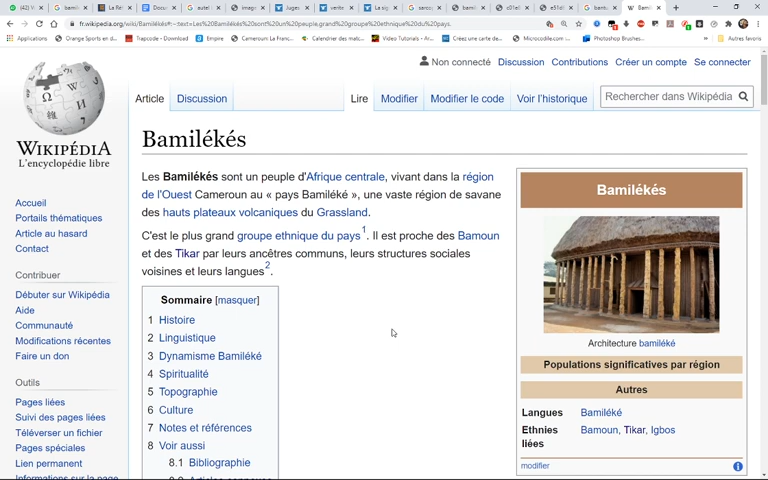 fr.wikipedia.org/wiki/Bamilékés#:~:text=Les%20Bamilékés%20sont%20un%20peuple,grand%20groupe%20ethnique%20du%20pays.
Applications
Orange Sports en d...
Trapcode - Download
Empire
Cameroun: La Franc...
Calendrier des matc...
Video Tutorials - Ar...
Créez une carte de...
Microcodile.com ...
Photoshop Brushes...
Autres favoris
Non connecté Discussion Contributions Créer un compte Se connecter
Article Discussion Lire Modifier Modifier le code Voir l'historique
Rechercher dans Wikipédia
WIKIPÉDIA
L'encyclopédie libre
Accueil
Portails thématiques
Article au hasard
Contact
Contribuer
Débuter sur Wikipédia
Aide
Communauté
Modifications récentes
Faire un don
Outils
Pages liées
Suivi des pages liées
Téléverser un fichier
Pages spéciales
Lien permanent
Informations sur la page
Bamilékés
Les Bamilékés sont un peuple d'Afrique centrale, vivant dans la région
de l'Ouest Cameroun au « pays Bamiléké », une vaste région de savane
des hauts plateaux volcaniques du Grassland.
C'est le plus grand groupe ethnique du pays1. Il est proche des Bamoun
et des Tikar par leurs ancêtres communs, leurs structures sociales
voisines et leurs langues2.
Sommaire [masquer]
1 Histoire
2 Linguistique
3 Dynamisme Bamiléké
4 Spiritualité
5 Topographie
6 Culture
7 Notes et références
8 Voir aussi
8.1 Bibliographie
Bamilékés
Architecture bamiléké
Populations significatives par région
Autres
Langues Bamiléké
Ethnies liées Bamoun, Tikar, Igbos
modifier